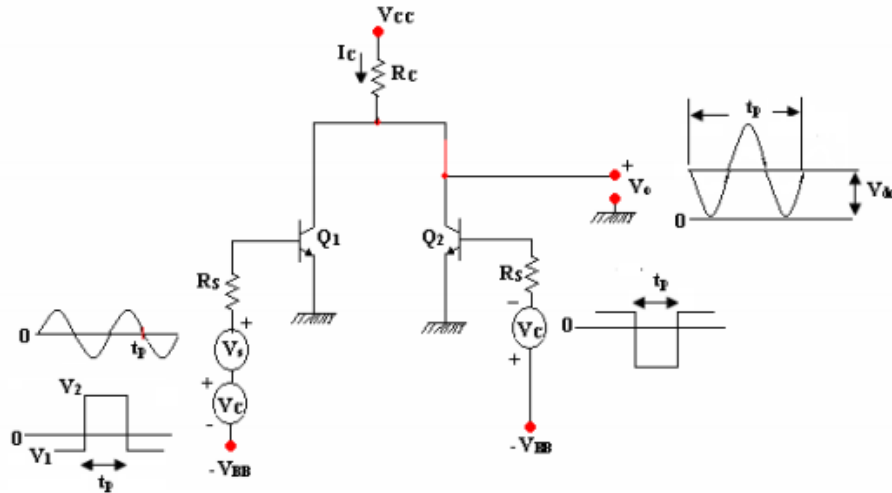 VCC
IC
RC
tp
+
Vo
Vdc
0
Q1
Q2
RS
RS
tp
-
VC
+
0
0
tp
+
Vs
+
VC
-
V2
0
V1
tp
- VBB
- VBB